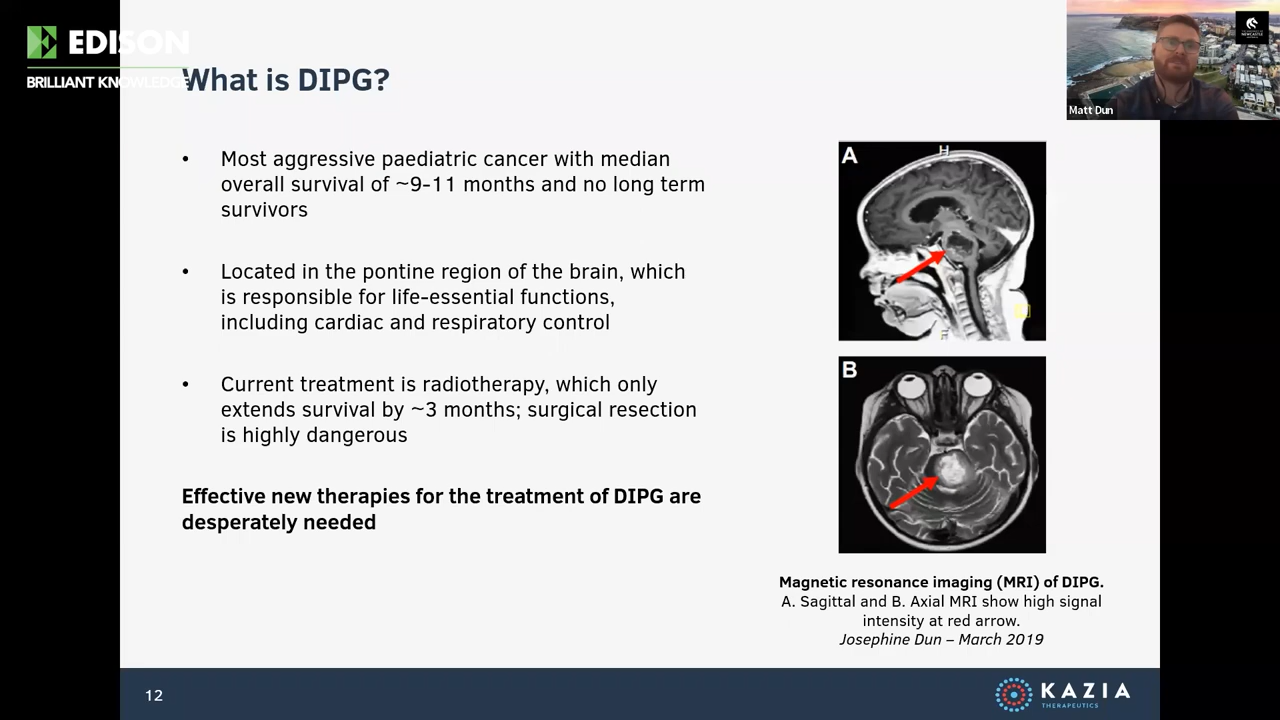 EDISON
BRILLIANT KNOWLEDGE
What is DIPG?
• Most aggressive paediatric cancer with median
overall survival of ~9-11 months and no long term
survivors
• Located in the pontine region of the brain, which
is responsible for life-essential functions,
including cardiac and respiratory control
• Current treatment is radiotherapy, which only
extends survival by ~3 months; surgical resection
is highly dangerous
Effective new therapies for the treatment of DIPG are
desperately needed
Matt Dun
A
H
B
Magnetic resonance imaging (MRI) of DIPG.
A. Sagittal and B. Axial MRI show high signal
intensity at red arrow.
Josephine Dun – March 2019
12
KAZIA
THERAPEUTICS